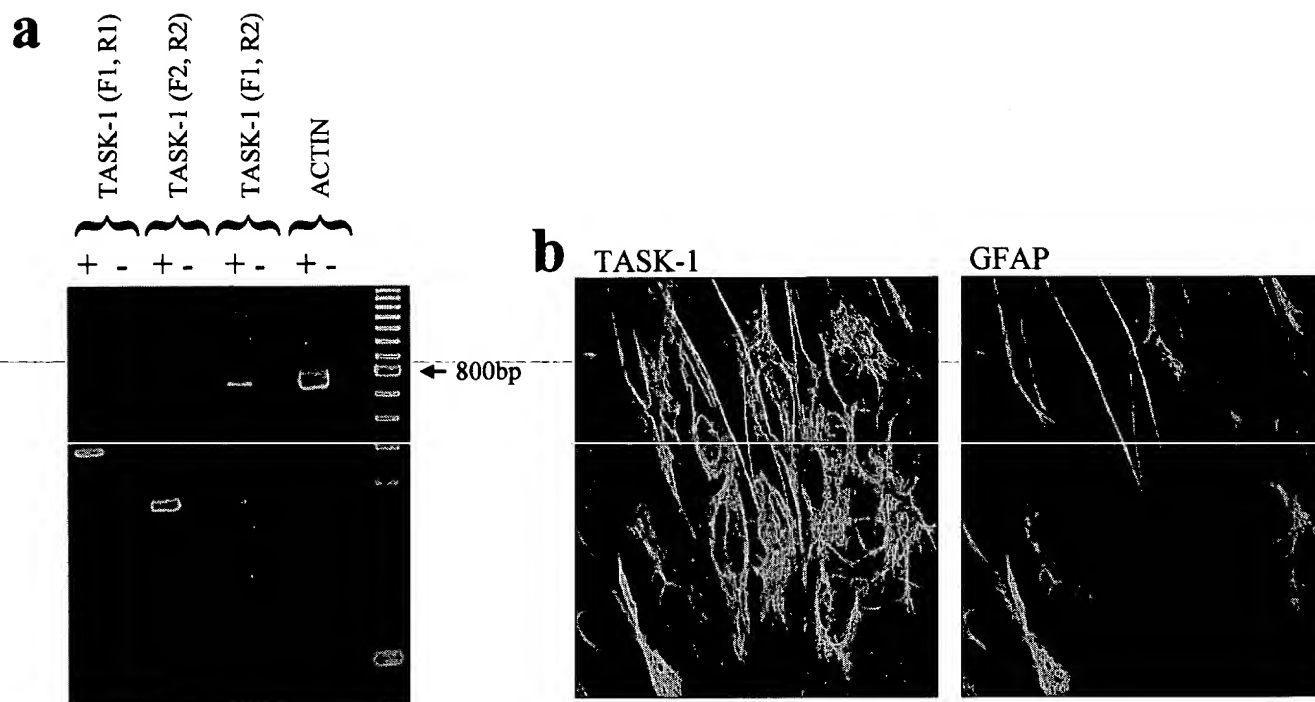 a
TASK-1 (F1, R1)
TASK-1 (F2, R2)
TASK-1 (F1, R2)
ACTIN
+ - + - + - + -
800bp
b
TASK-1
GFAP